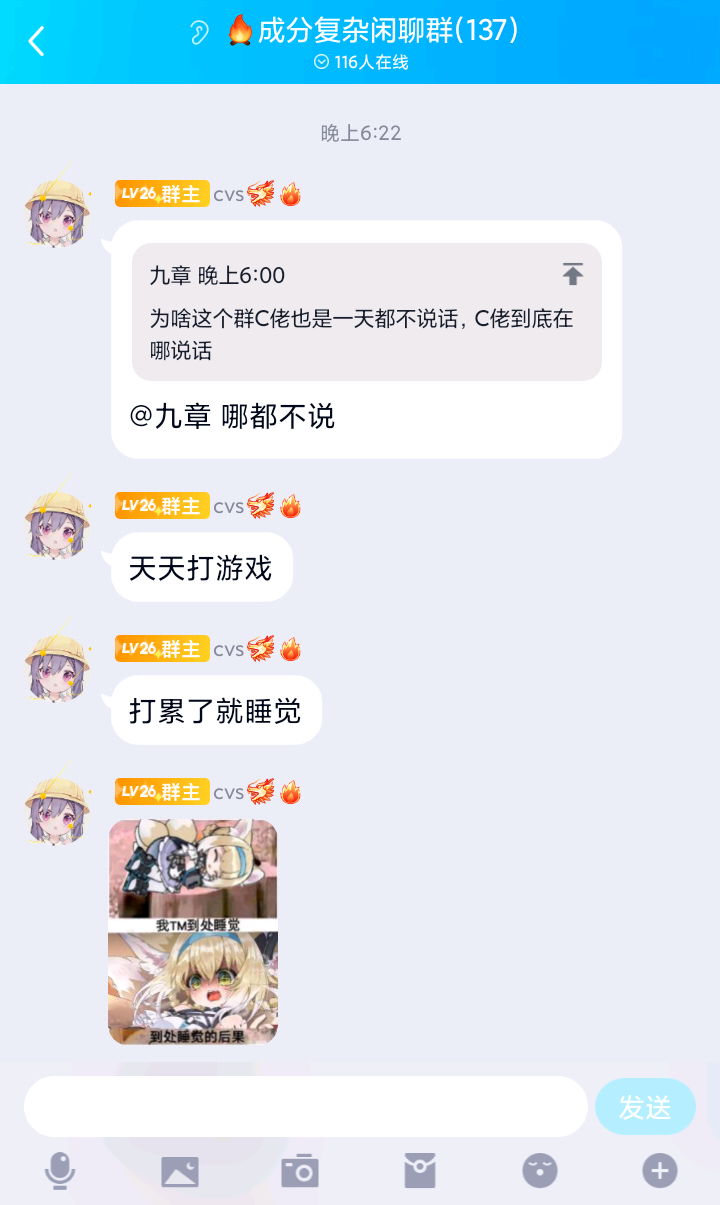 🔥成分复杂闲聊群(137)
116人在线
晚上6:22
LV26 群主 cvs🐲🔥
九章 晚上6:00
为啥这个群C佬也是一天都不说话，C佬到底在
哪说话
@九章 哪都不说
LV26 群主 cvs🐲🔥
天天打游戏
LV26 群主 cvs🐲🔥
打累了就睡觉
LV26 群主 cvs🐲🔥
我TM到处睡觉
到处睡觉的后果
发送